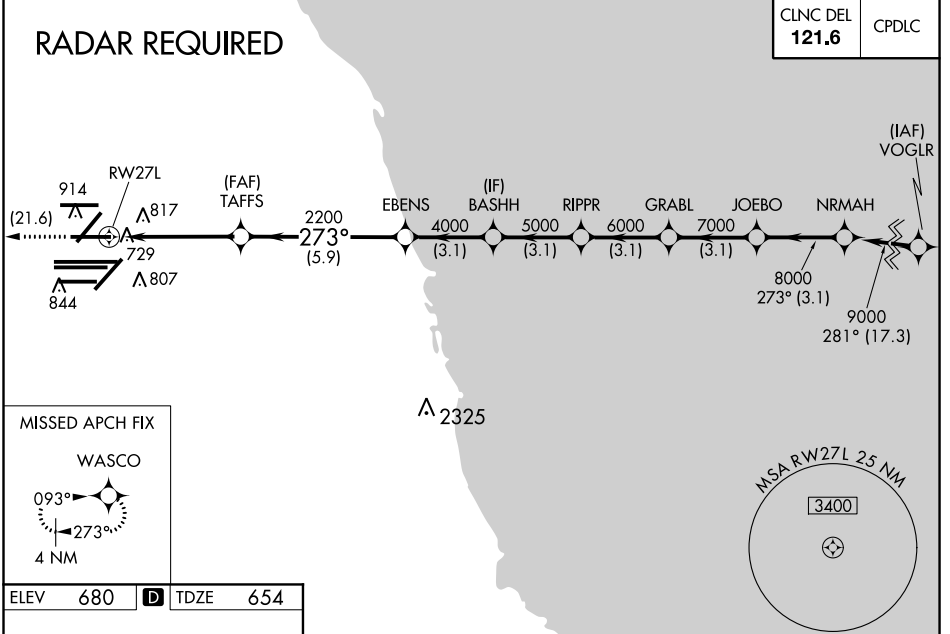 RADAR REQUIRED
CLNC DEL
121.6
CPDLC
(IAF)
VOGLR
914
RW27L
817
(FAF)
TAFFS
2200
273°
(5.9)
EBENS
4000
(3.1)
(IF)
BASHH
5000
(3.1)
RIPPR
6000
(3.1)
GRABL
7000
(3.1)
JOEBO
NRMAH
(21.6)
729
807
844
8000
273° (3.1)
9000
281° (17.3)
2325
MISSED APCH FIX
WASCO
093°
273°
4 NM
MSA RW27L 25 NM
3400
ELEV 680 D TDZE 654